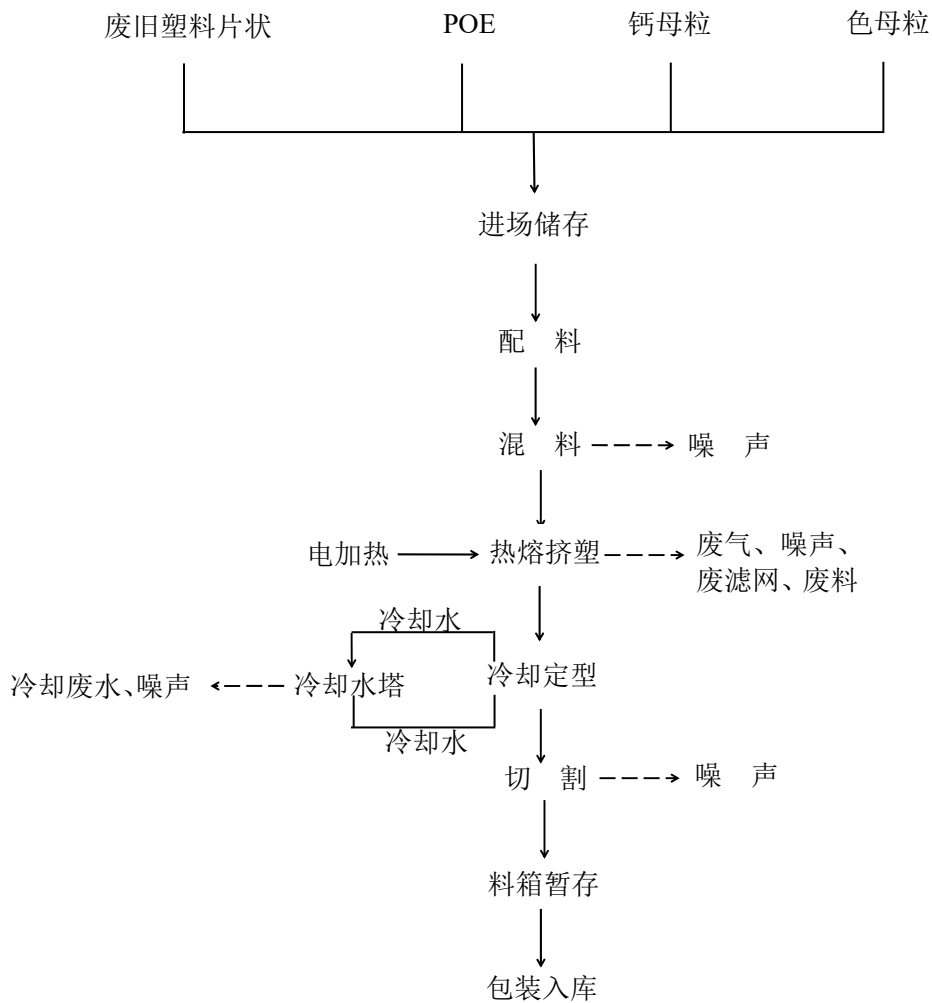 废旧塑料片状
POE
钙母粒
色母粒
进场储存
配 料
混 料
噪 声
电加热
热熔挤塑
废气、噪声、
废滤网、废料
冷却水
冷却废水、噪声
冷却水塔
冷却定型
冷却水
切 割
噪 声
料箱暂存
包装入库